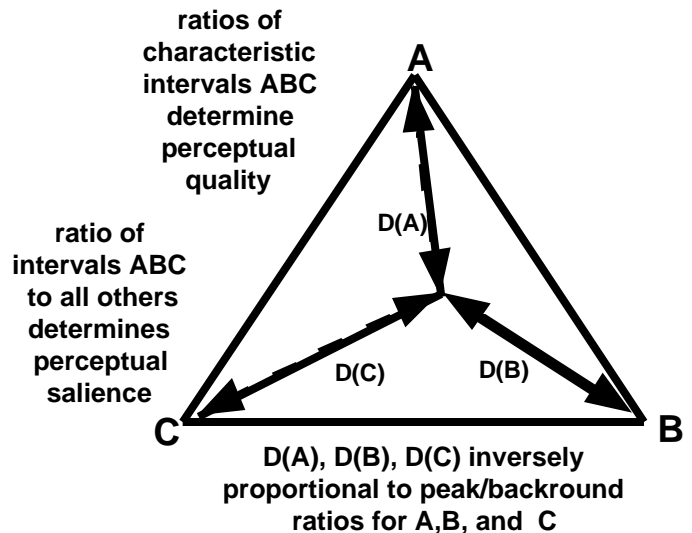 ratios of
characteristic
intervals ABC
determine
perceptual
quality
A
D(A)
ratio of
intervals ABC
to all others
determines
perceptual
salience
D(C)
D(B)
C
B
D(A), D(B), D(C) inversely
proportional to peak/backround
ratios for A,B, and C